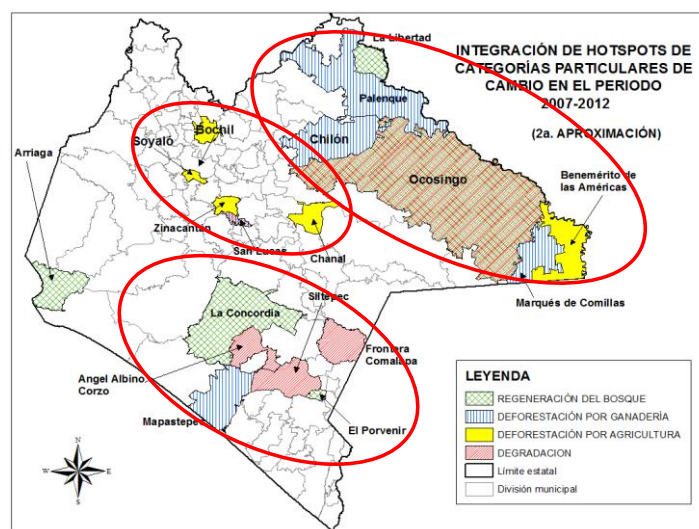 La Libertad
INTEGRACIÓN DE HOTSPOTS DE
CATEGORÍAS PARTICULARES DE
CAMBIO EN EL PERIODO
2007-2012
(2a. APROXIMACIÓN)
Palenque
Bochil
Soyaló
Chilón
Arriaga
Ocosingo
Benemérito de
las Américas
Zinacantán
San Lucas
Chanal
Siltepec
Marqués de Comillas
La Concordia
Frontera
Comalapa
Angel Albino
Corzo
Mapastepec
El Porvenir
N
W
E
S
LEYENDA
REGENERACIÓN DEL BOSQUE
DEFORESTACIÓN POR GANADERÍA
DEFORESTACIÓN POR AGRICULTURA
DEGRADACION
Límite estatal
División municipal